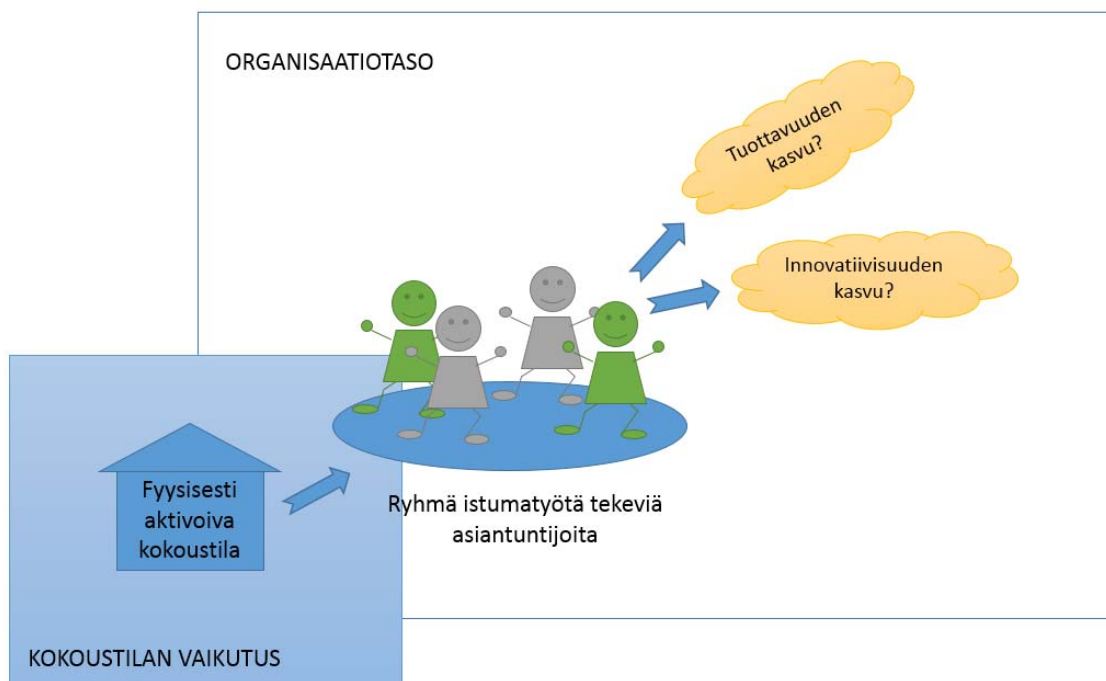 ORGANISAATIOTASO
Tuottavuuden
kasvu?
Innovatiivisuuden
kasvu?
Fyysisesti
aktivoiva
kokoustila
Ryhmä istumatyötä tekeviä
asiantuntijoita
KOKOUSTILAN VAIKUTUS